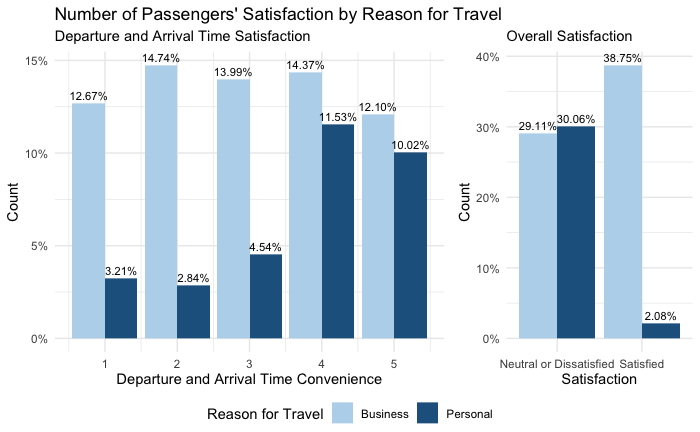 Number of Passengers' Satisfaction by Reason for Travel
Departure and Arrival Time Satisfaction
Count
15%
10%
5%
0%
12.67%
3.21%
14.74%
2.84%
13.99%
4.54%
14.37%
11.53%
12.10%
10.02%
1 2 3 4 5
Departure and Arrival Time Convenience
Overall Satisfaction
Count
40%
30%
20%
10%
0%
29.11%
30.06%
38.75%
2.08%
Neutral or Dissatisfied Satisfied
Satisfaction
Reason for Travel Business Personal